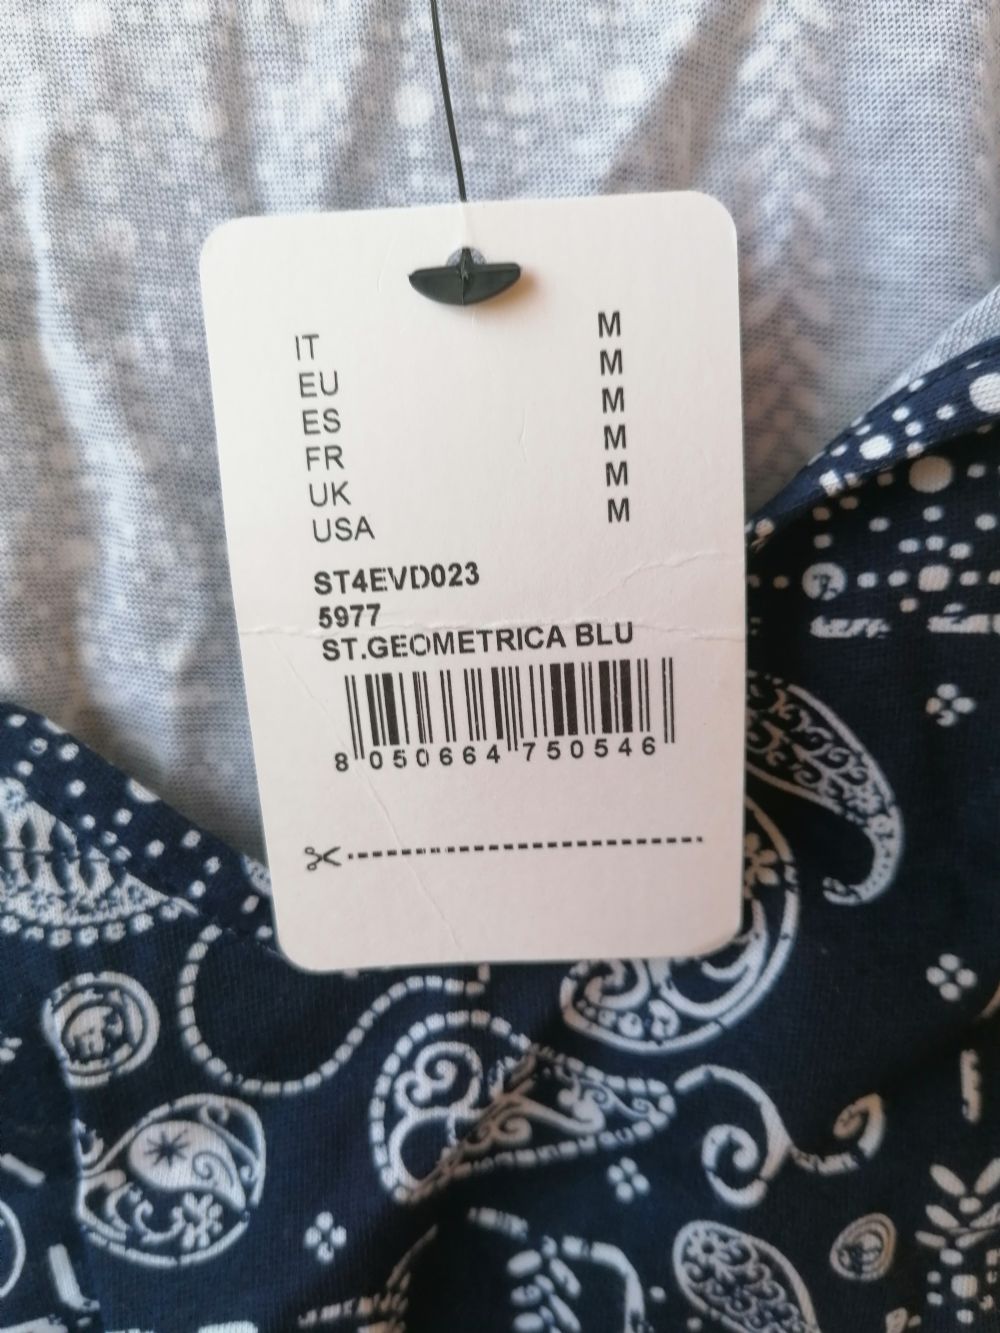 IT M
EU M
ES M
FR M
UK M
USA M
ST4EVD023
5977
ST.GEOMETRICA BLU
8 050664 750546